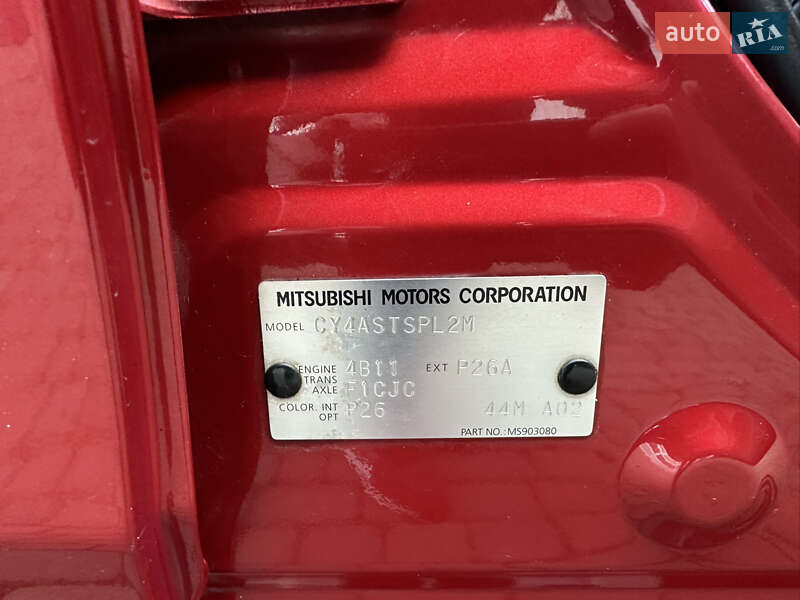 auto RIA
.com
MITSUBISHI MOTORS CORPORATION
MODEL CY4ASTSPL2M
ENGINE 4B11 EXT P26A
TRANS
AXLE F1CJC
COLOR. INT P26 44M A02
OPT
PART NO.:MS903080